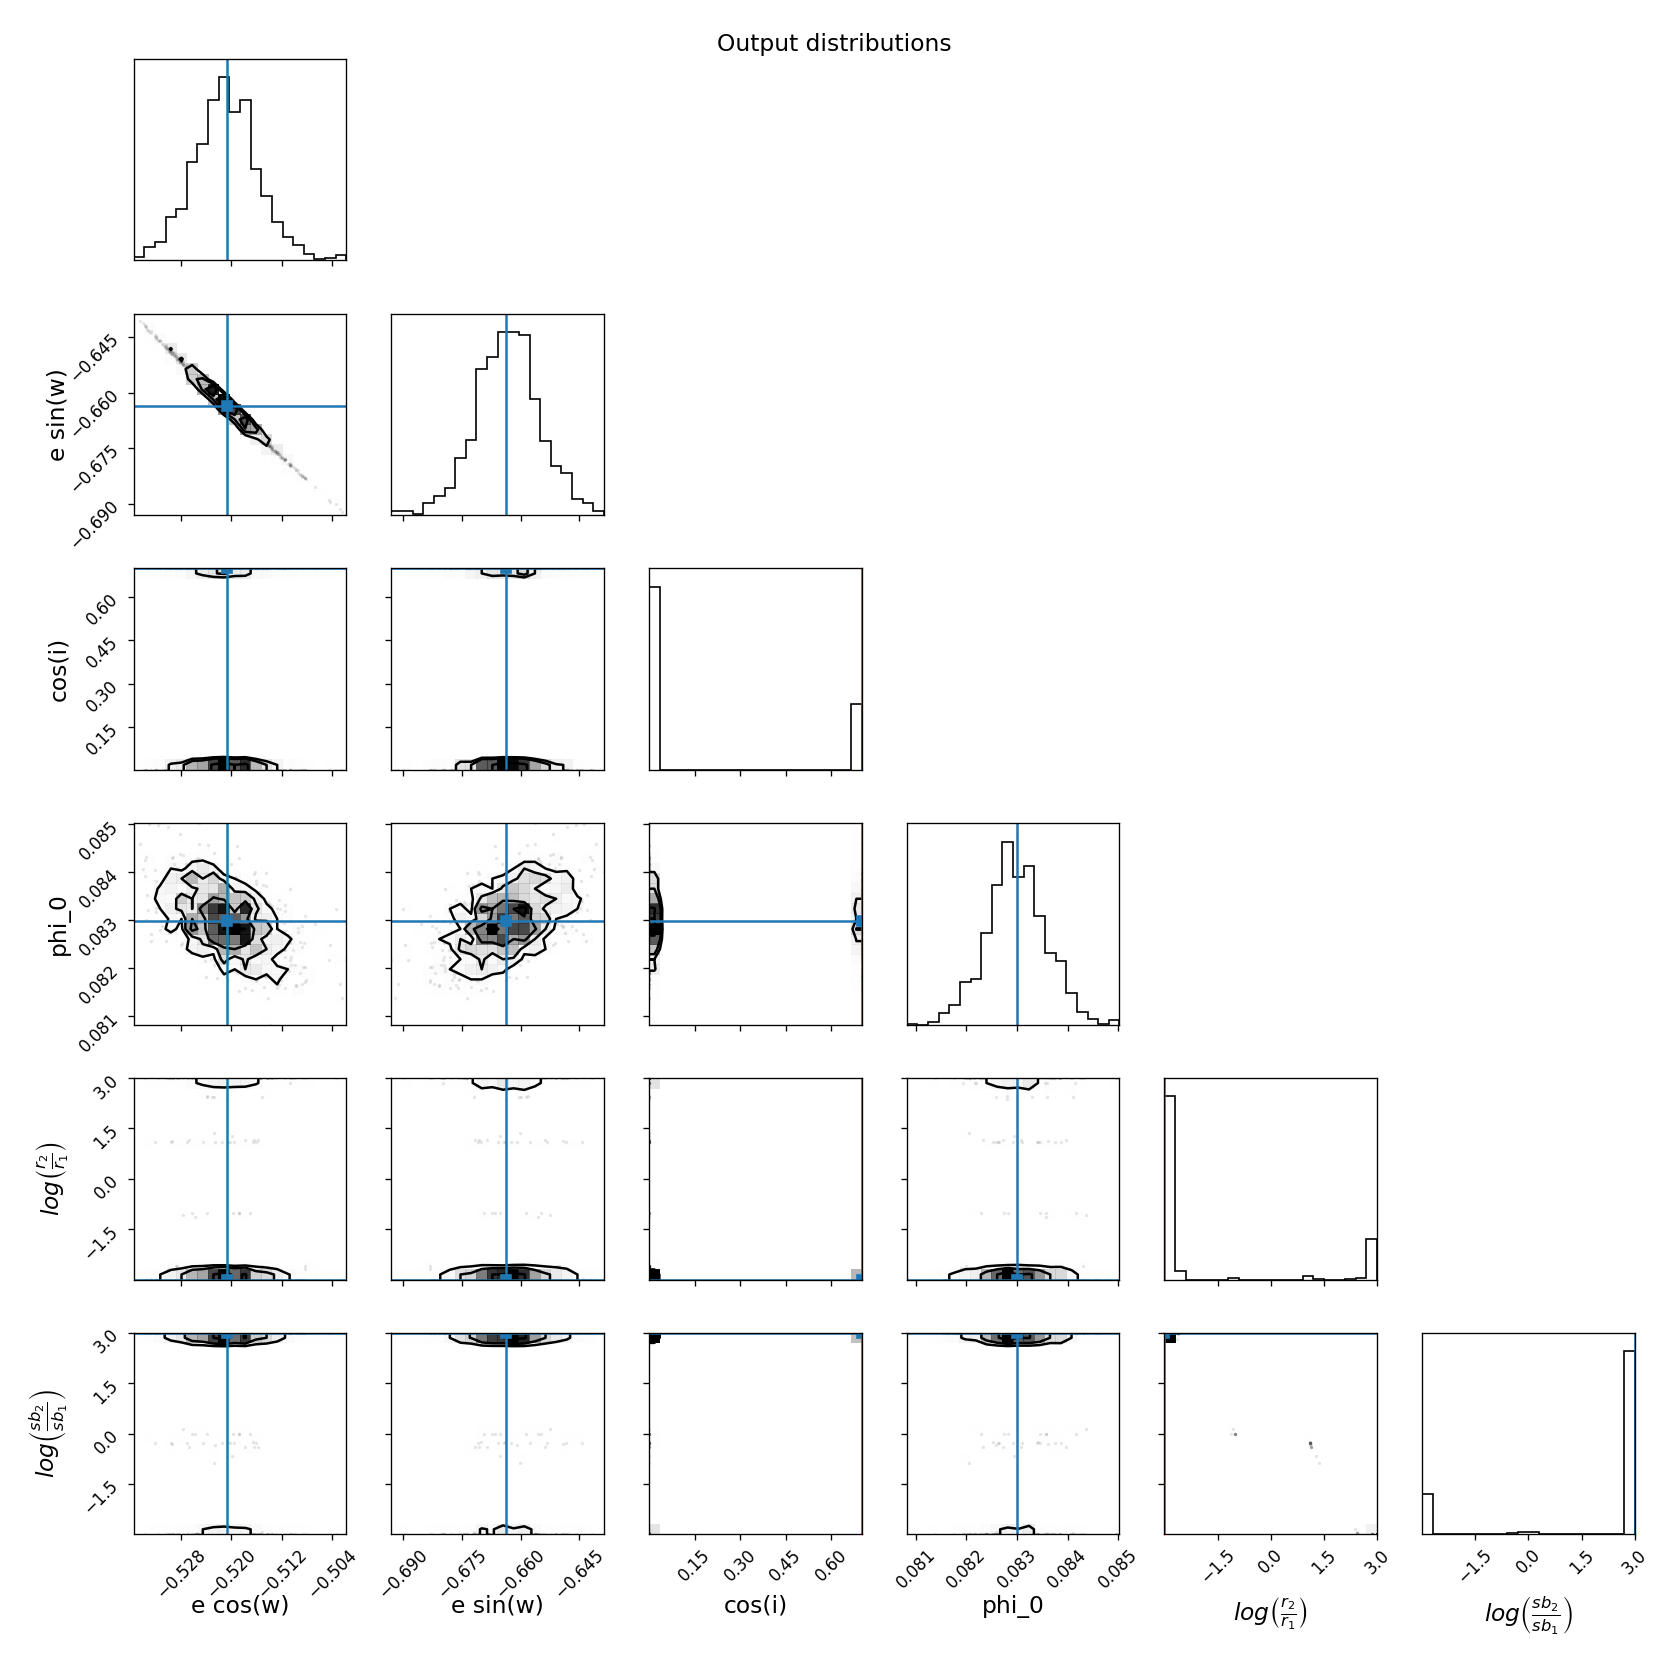 Output distributions
e sin(w)
−0.645
−0.660
−0.675
−0.690
cos(i)
0.60
0.45
0.30
0.15
phi_0
0.085
0.084
0.083
0.082
0.081
log(r2/r1)
3.0
1.5
0.0
−1.5
log(sb2/sb1)
3.0
1.5
0.0
−1.5
−0.528 −0.520 −0.512 −0.504
−0.690 −0.675 −0.660 −0.645
0.15 0.30 0.45 0.60
0.081 0.082 0.083 0.084 0.085
−1.5 0.0 1.5 3.0
−1.5 0.0 1.5 3.0
e cos(w) e sin(w) cos(i) phi_0 log(r2/r1) log(sb2/sb1)